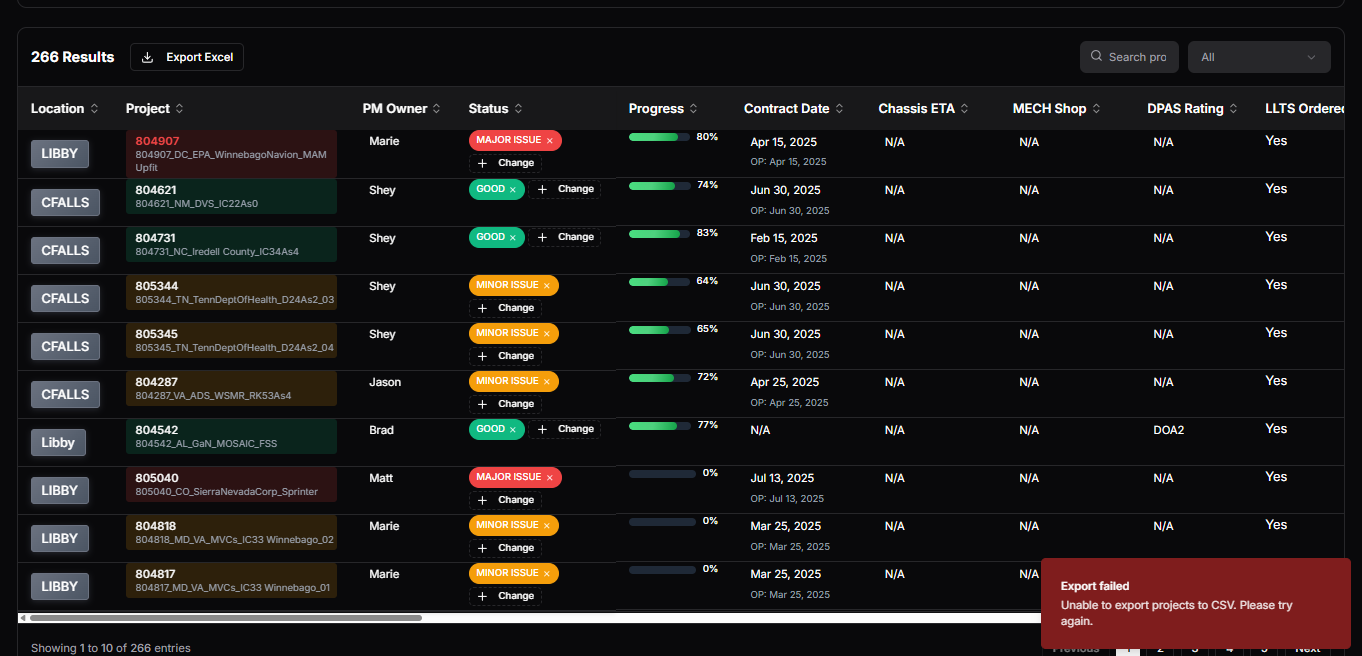 266 Results Export Excel Search pro All
Location Project PM Owner Status Progress Contract Date Chassis ETA MECH Shop DPAS Rating LLTS Ordered
LIBBY 804907 Marie MAJOR ISSUE × 80% Apr 15, 2025 N/A N/A N/A Yes
804907_DC_EPA_WinnebagoNavion_MAM + Change OP: Apr 15, 2025
Upfit
CFALLS 804621 Shey GOOD × + Change 74% Jun 30, 2025 N/A N/A N/A Yes
804621_NM_DVS_IC22As0 OP: Jun 30, 2025
CFALLS 804731 Shey GOOD × + Change 83% Feb 15, 2025 N/A N/A N/A Yes
804731_NC_Iredell County_IC34As4 OP: Feb 15, 2025
CFALLS 805344 Shey MINOR ISSUE × 64% Jun 30, 2025 N/A N/A N/A Yes
805344_TN_TennDeptOfHealth_D24As2_03 + Change OP: Jun 30, 2025
CFALLS 805345 Shey MINOR ISSUE × 65% Jun 30, 2025 N/A N/A N/A Yes
805345_TN_TennDeptOfHealth_D24As2_04 + Change OP: Jun 30, 2025
CFALLS 804287 Jason MINOR ISSUE × 72% Apr 25, 2025 N/A N/A N/A Yes
804287_VA_ADS_WSMR_RK53As4 + Change OP: Apr 25, 2025
Libby 804542 Brad GOOD × + Change 77% N/A N/A N/A DOA2 Yes
804542_AL_GaN_MOSAIC_FSS
LIBBY 805040 Matt MAJOR ISSUE × 0% Jul 13, 2025 N/A N/A N/A Yes
805040_CO_SierraNevadaCorp_Sprinter + Change OP: Jul 13, 2025
LIBBY 804818 Marie MINOR ISSUE × 0% Mar 25, 2025 N/A N/A N/A Yes
804818_MD_VA_MVCs_IC33 Winnebago_02 + Change OP: Mar 25, 2025
LIBBY 804817 Marie MINOR ISSUE × 0% Mar 25, 2025 N/A N/A
804817_MD_VA_MVCs_IC33 Winnebago_01 + Change OP: Mar 25, 2025
Export failed
Unable to export projects to CSV. Please try
again.
Showing 1 to 10 of 266 entries Previous 1 2 3 4 5 Next